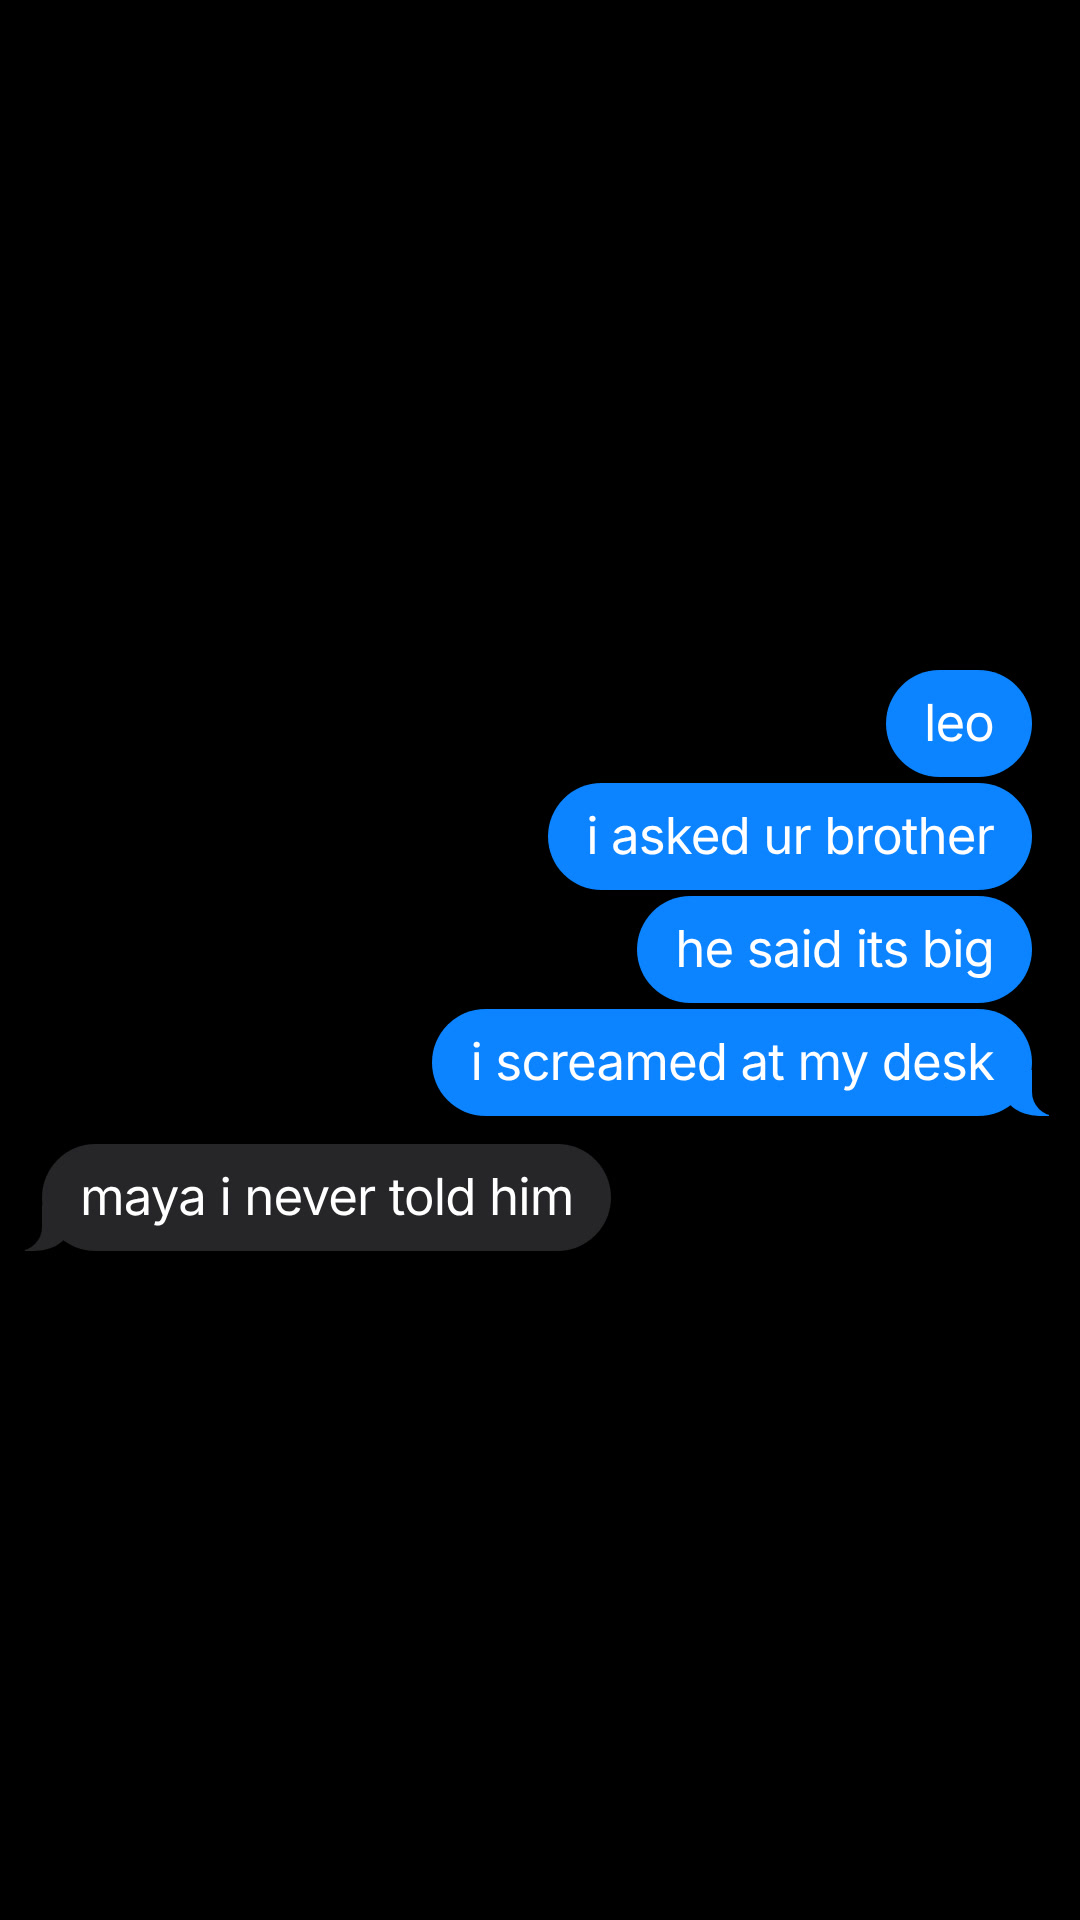 leo
i asked ur brother
he said its big
i screamed at my desk
maya i never told him